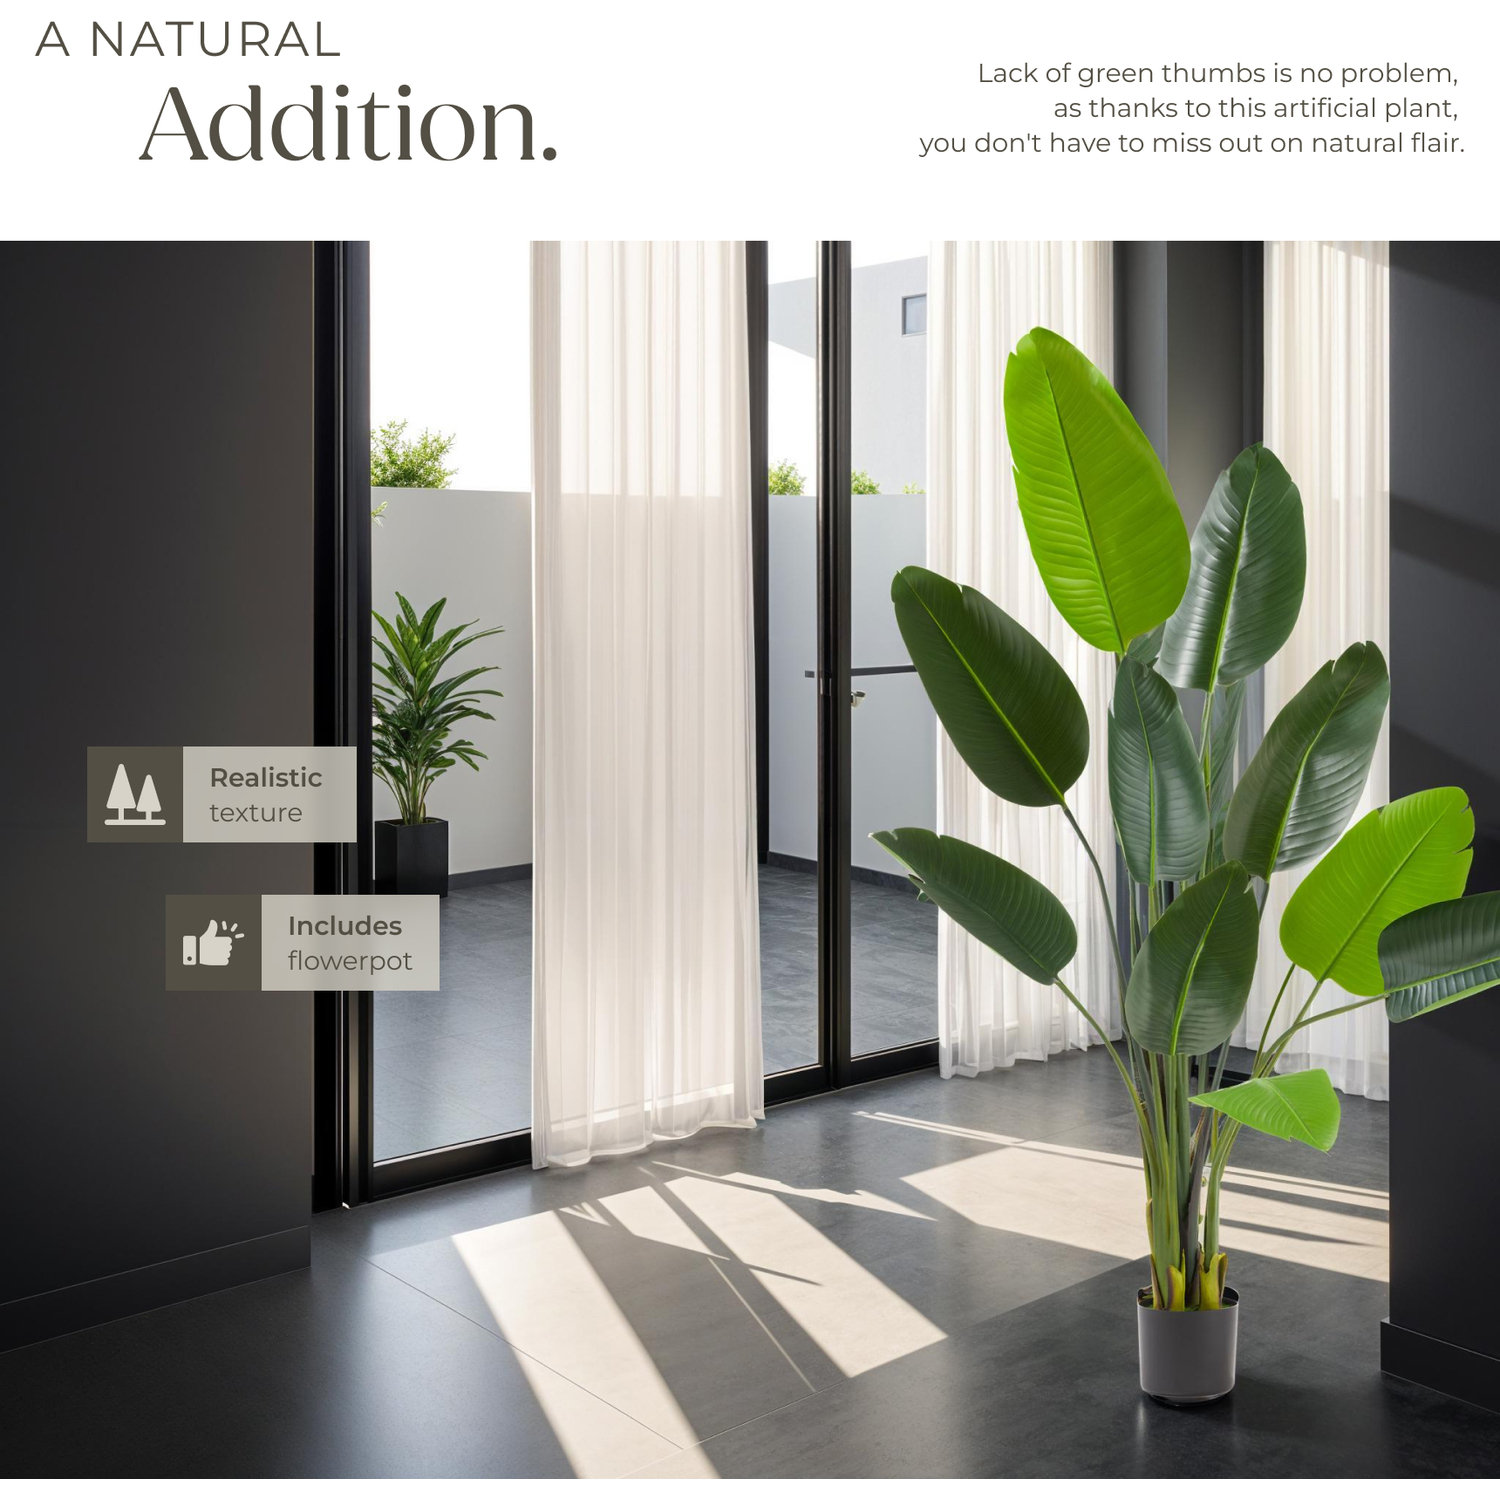 A NATURAL
Addition.
Lack of green thumbs is no problem,
as thanks to this artificial plant,
you don't have to miss out on natural flair.
Realistic
texture
Includes
flowerpot